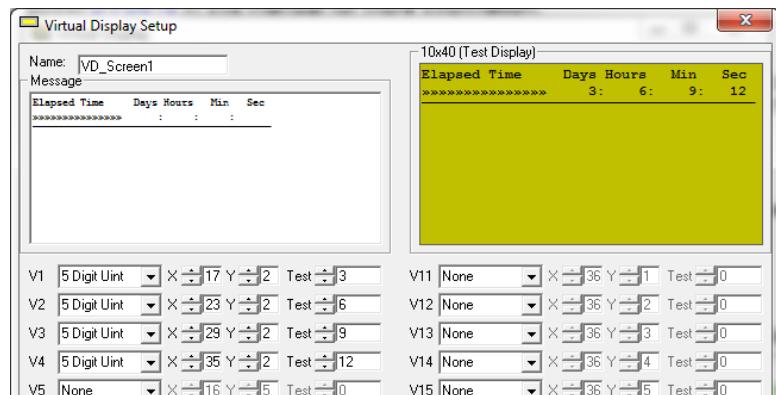 Virtual Display Setup
Name: VD_Screen1
Message
Elapsed Time Days Hours Min Sec
»»»»»»»»»»»»»»» : : :
10x40 (Test Display)
Elapsed Time Days Hours Min Sec
»»»»»»»»»»»»»»» 3: 6: 9: 12
V1 5 Digit Uint X 17 Y 2 Test 3 V11 None X 36 Y 1 Test 0
V2 5 Digit Uint X 23 Y 2 Test 6 V12 None X 36 Y 2 Test 0
V3 5 Digit Uint X 29 Y 2 Test 9 V13 None X 36 Y 3 Test 0
V4 5 Digit Uint X 35 Y 2 Test 12 V14 None X 36 Y 4 Test 0
V5 None X 16 Y 5 Test 0 V15 None X 36 Y 5 Test 0